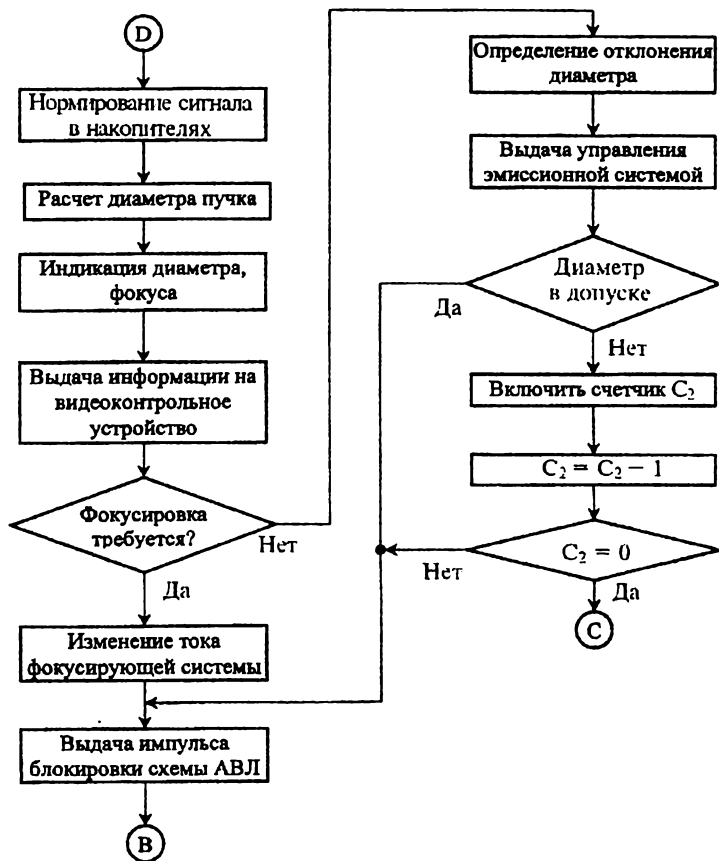 D
Нормирование сигнала
в накопителях
Расчет диаметра пучка
Индикация диаметра,
фокуса
Выдача информации на
видеоконтрольное
устройство
Фокусировка
требуется?
Нет
Да
Изменение тока
фокусирующей системы
Выдача импульса
блокировки схемы АВЛ
B
Определение отклонения
диаметра
Выдача управления
эмиссионной системой
Диаметр
в допуске
Да
Нет
Включить счетчик C₂
C₂ = C₂ − 1
C₂ = 0
Нет
Да
C